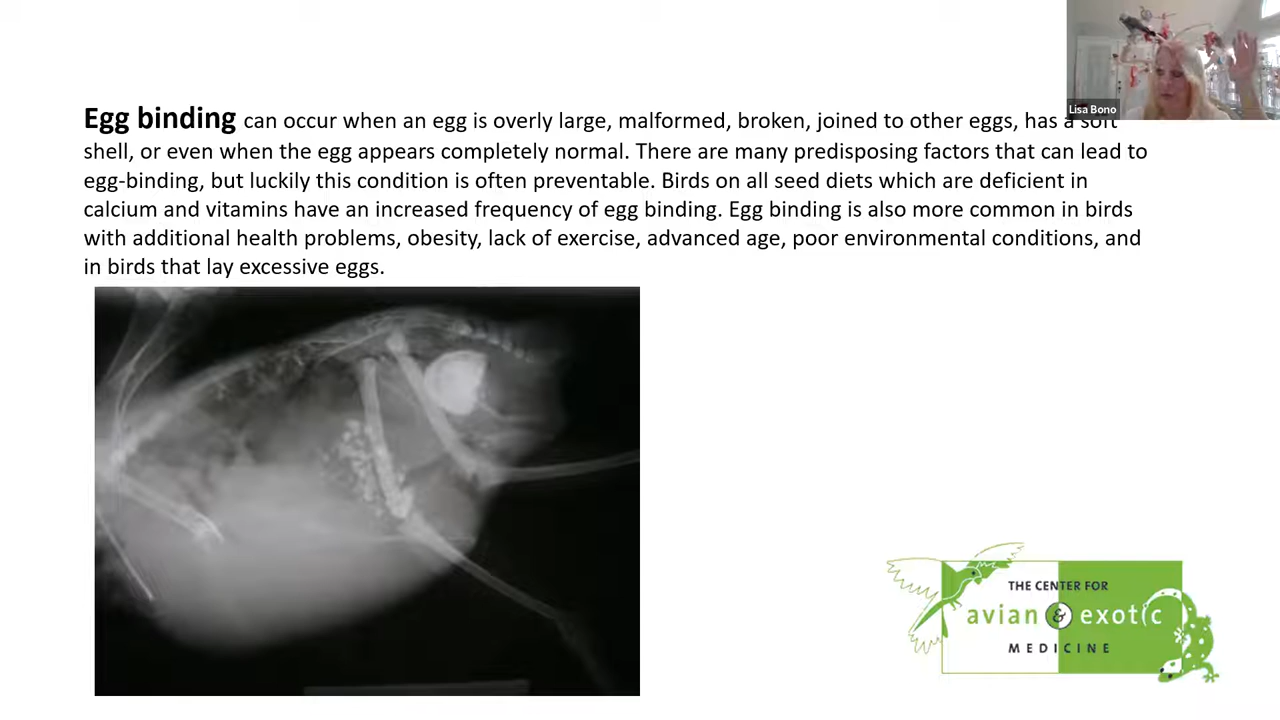 Lisa Bono
Egg binding can occur when an egg is overly large, malformed, broken, joined to other eggs, has a soft
shell, or even when the egg appears completely normal. There are many predisposing factors that can lead to
egg-binding, but luckily this condition is often preventable. Birds on all seed diets which are deficient in
calcium and vitamins have an increased frequency of egg binding. Egg binding is also more common in birds
with additional health problems, obesity, lack of exercise, advanced age, poor environmental conditions, and
in birds that lay excessive eggs.
THE CENTER FOR
avian & exotic
MEDICINE